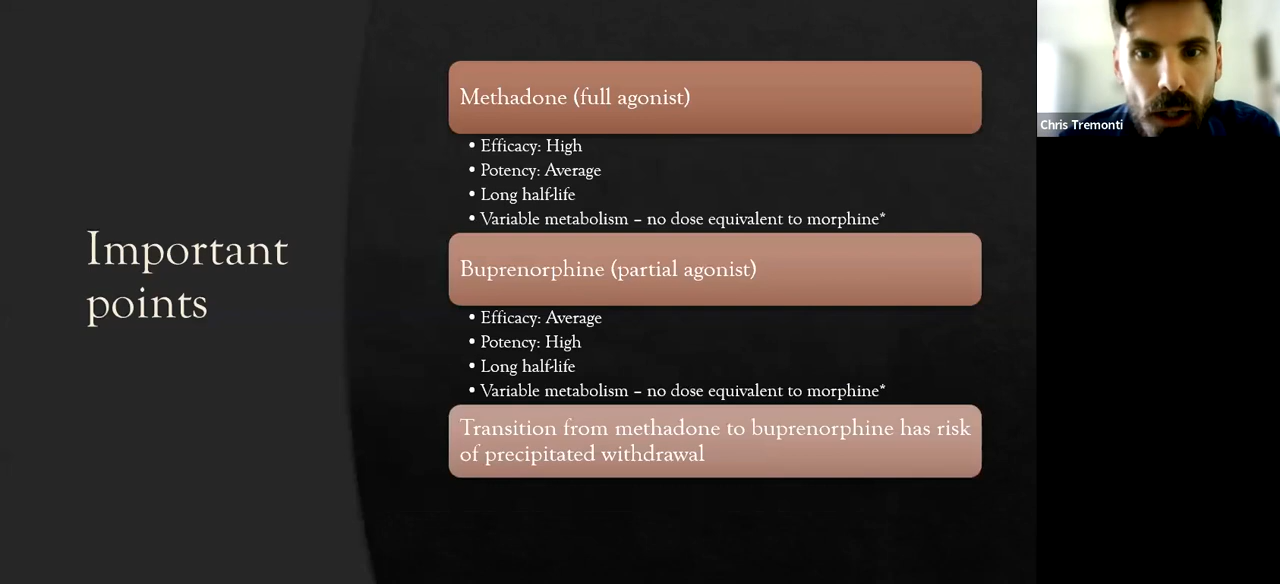 Important
points
Methadone (full agonist)
• Efficacy: High
• Potency: Average
• Long half-life
• Variable metabolism – no dose equivalent to morphine*
Buprenorphine (partial agonist)
• Efficacy: Average
• Potency: High
• Long half-life
• Variable metabolism – no dose equivalent to morphine*
Transition from methadone to buprenorphine has risk
of precipitated withdrawal
Chris Tremonti